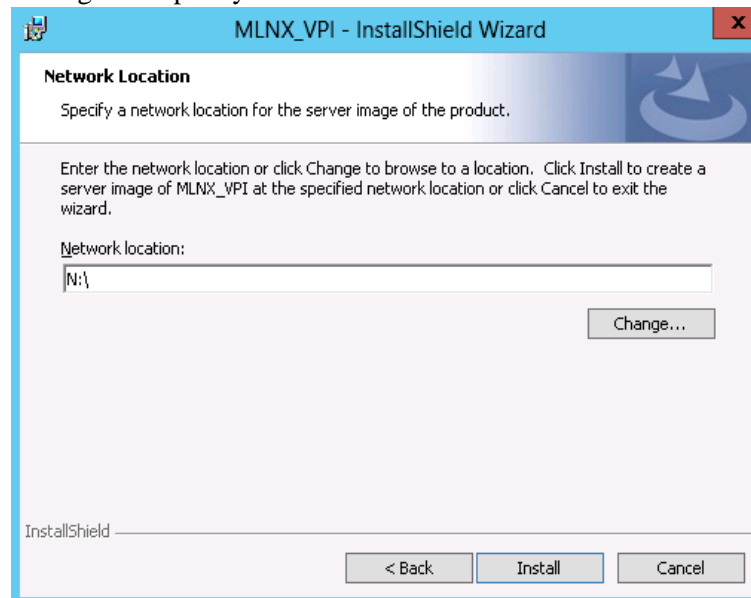 MLNX_VPI - InstallShield Wizard
x
Network Location
Specify a network location for the server image of the product.
Enter the network location or click Change to browse to a location.  Click Install to create a
server image of MLNX_VPI at the specified network location or click Cancel to exit the
wizard.
Network location:
N:\
Change...
InstallShield
< Back   Install   Cancel